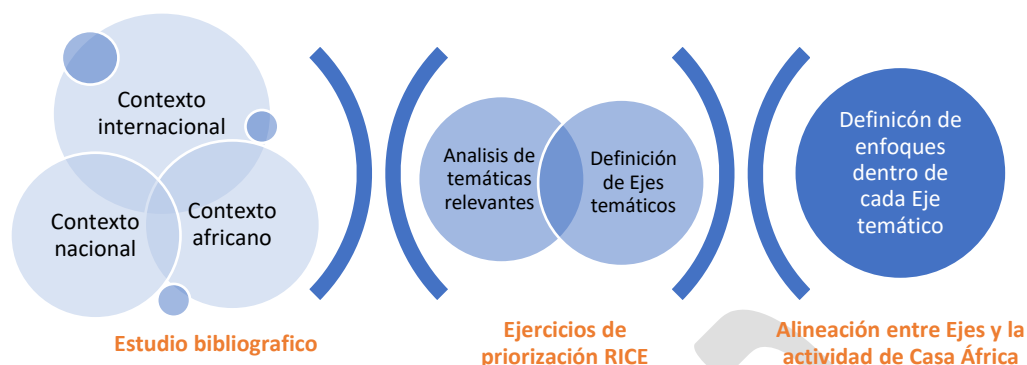 Contexto
internacional
Contexto
nacional
Contexto
africano
Estudio bibliografico
Analisis de
temáticas
relevantes
Definición
de Ejes
temáticos
Ejercicios de
priorización RICE
Definicón de
enfoques
dentro de
cada Eje
temático
Alineación entre Ejes y la
actividad de Casa África